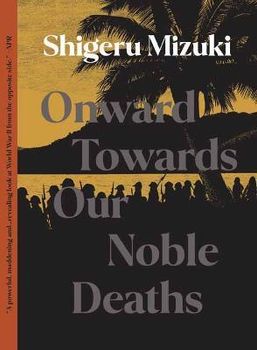 Shigeru Mizuki
Onward
Towards
Our
Noble
Deaths
"A powerful, maddening and...revealing look at World War II from the opposite side." -NPR